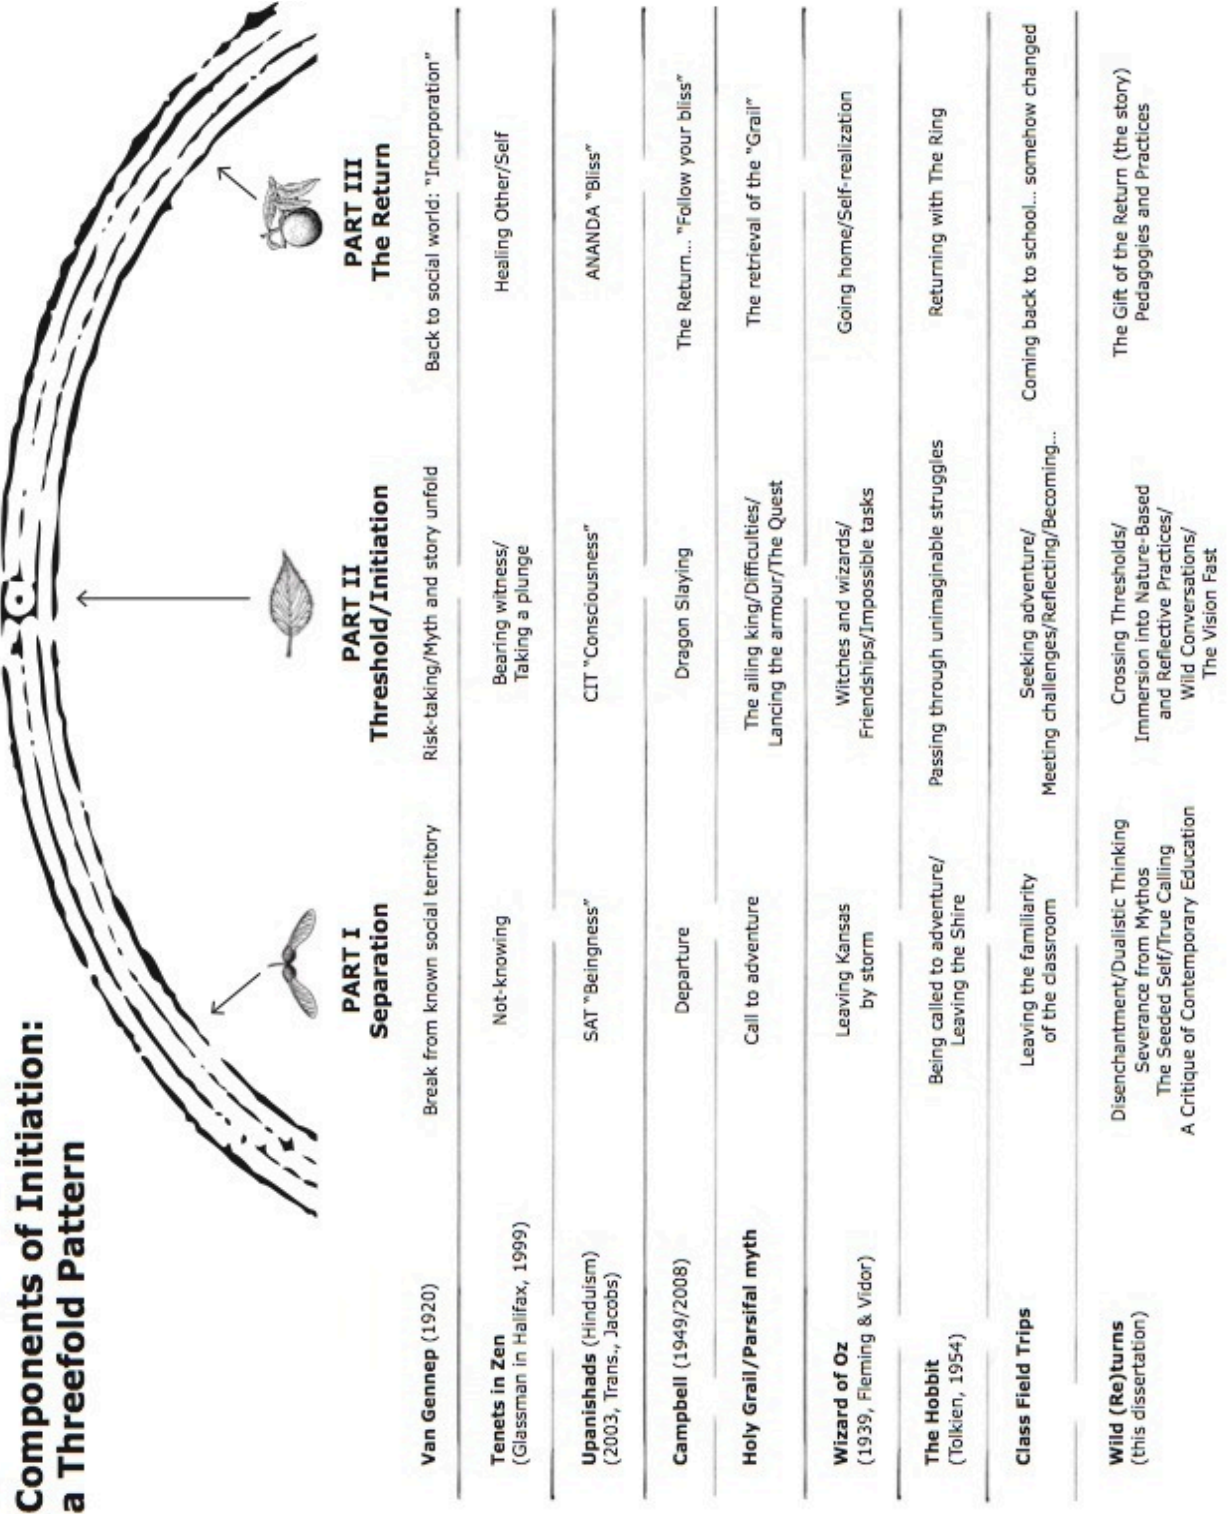 Components of Initiation:
a Threefold Pattern
PART I
Separation
PART II
Threshold/Initiation
PART III
The Return
Van Gennep (1920)
Break from known social territory
Risk-taking/Myth and story unfold
Back to social world: "Incorporation"
Tenets in Zen
(Glassman in Halifax, 1999)
Not-knowing
Bearing witness/
Taking a plunge
Healing Other/Self
Upanishads (Hinduism)
(2003, Trans., Jacobs)
SAT "Beingness"
CIT "Consciousness"
ANANDA "Bliss"
Campbell (1949/2008)
Departure
Dragon Slaying
The Return... "Follow your bliss"
Holy Grail/Parsifal myth
Call to adventure
The ailing king/Difficulties/
Lancing the armour/The Quest
The retrieval of the "Grail"
Wizard of Oz
(1939, Fleming & Vidor)
Leaving Kansas
by storm
Witches and wizards/
Friendships/Impossible tasks
Going home/Self-realization
The Hobbit
(Tolkien, 1954)
Being called to adventure/
Leaving the Shire
Passing through unimaginable struggles
Returning with The Ring
Class Field Trips
Leaving the familiarity
of the classroom
Seeking adventure/
Meeting challenges/Reflecting/Becoming...
Coming back to school... somehow changed
Wild (Re)turns
(this dissertation)
Disenchantment/Dualistic Thinking
Severance from Mythos
The Seeded Self/True Calling
A Critique of Contemporary Education
Crossing Thresholds/
Immersion into Nature-Based
and Reflective Practices/
Wild Conversations/
The Vision Fast
The Gift of the Return (the story)
Pedagogies and Practices